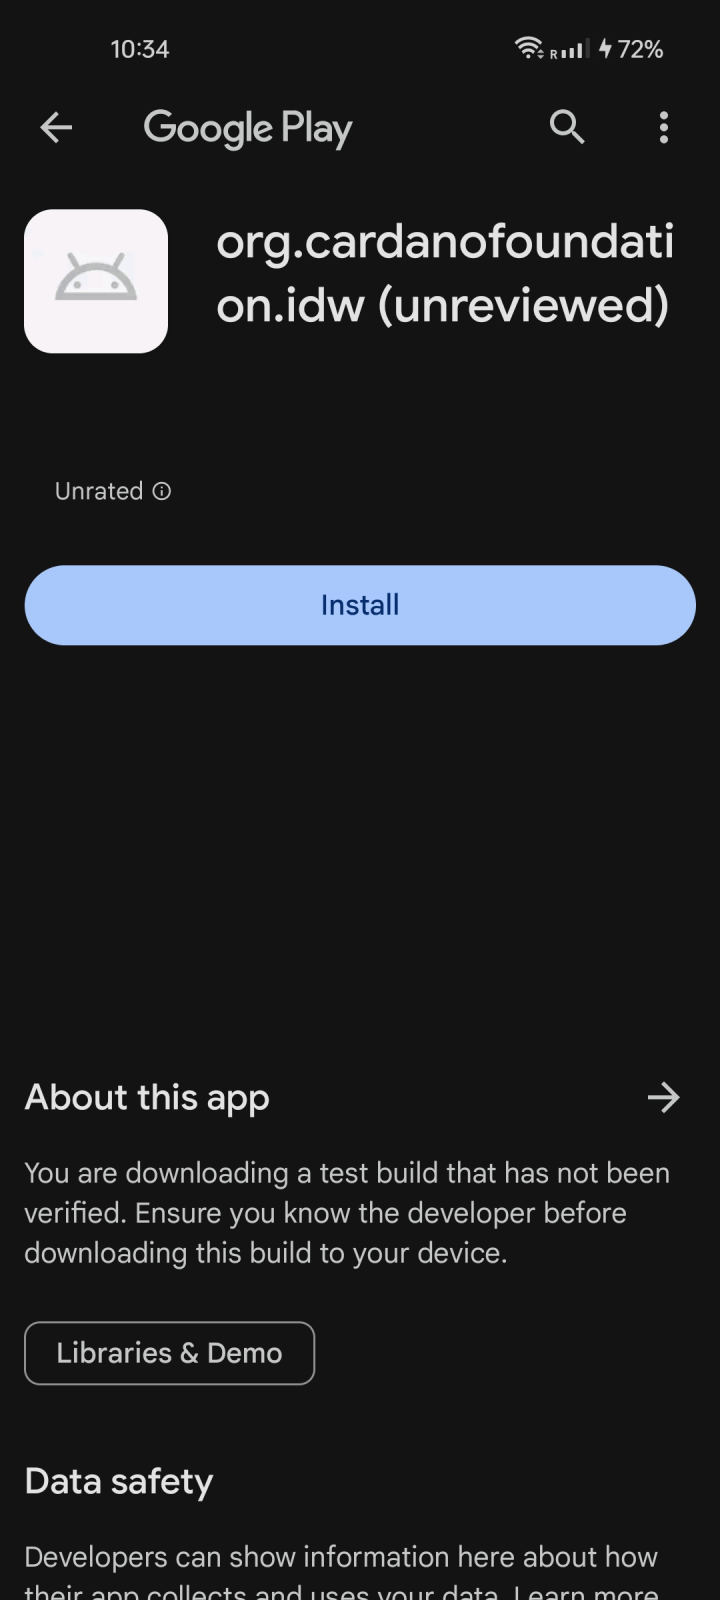 10:34
R 72%
Google Play
org.cardanofoundati
on.idw (unreviewed)
Unrated
Install
About this app
You are downloading a test build that has not been
verified. Ensure you know the developer before
downloading this build to your device.
Libraries & Demo
Data safety
Developers can show information here about how
their app collects and uses your data. Learn more